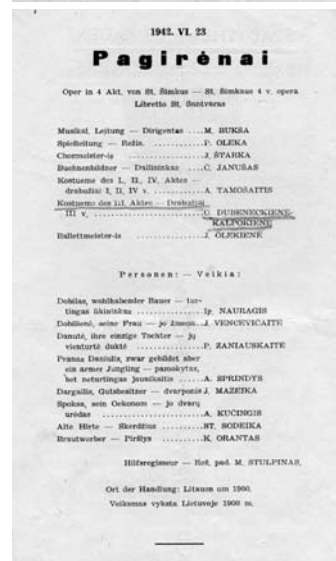 1942. VI. 23
Pagirėnai
Oper in 4 Akt. von St. Šimkus — St. Šimkaus 4 v. opera
Libretto St. Santvaras
Musikal. Leitung — Dirigentas ....M. BUKŠA
Spielleitung — Režis. ................P. OLEKA
Chormeister-is ...................J. ŠTARKA
Buehnenbildner — Dailininkas ...C. JANUŠAS
Kostueme des I., II., IV. Aktes —
drabužiai I, II, IV v. ..........A. TAMOŠAITIS
Kostueme des III. Aktes — Drabužiai
III v. ........................O. DUBENECKIENĖ-
KALPOKIENĖ
Ballettmeister-is ..................J. OLEKIENĖ
Personen: — Veikia:
Dobilas, wohlhabender Bauer — tur-
tingas ūkininkas ...............Ip. NAURAGIS
Dobilienė, seine Frau — jo žmona..J. VENCEVICAITĖ
Danutė, ihre einzige Tochter — jų
vienturtė duktė ...............P. ZANIAUSKAITĖ
Pranas Daniulis, zwar gebildet aber
ein armer Jungling — pamokytas,
bet neturtingas jaunikaitis ......A. SPRINDYS
Dargailis, Gutsbesitzer — dvarponis J. MAŽEIKA
Spoksa, sein Oekonom — jo dvarų
urėdas .......................A. KUČINGIS
Alte Hirte — Skerdžius .........ST. SODEIKA
Brautwerber — Piršlys ..........K. ORANTAS
Hilfsregisseur — Rež. pad. M. STULPINAS.
Ort der Handlung: Litauen um 1900.
Veiksmas vyksta Lietuvoje 1900 m.